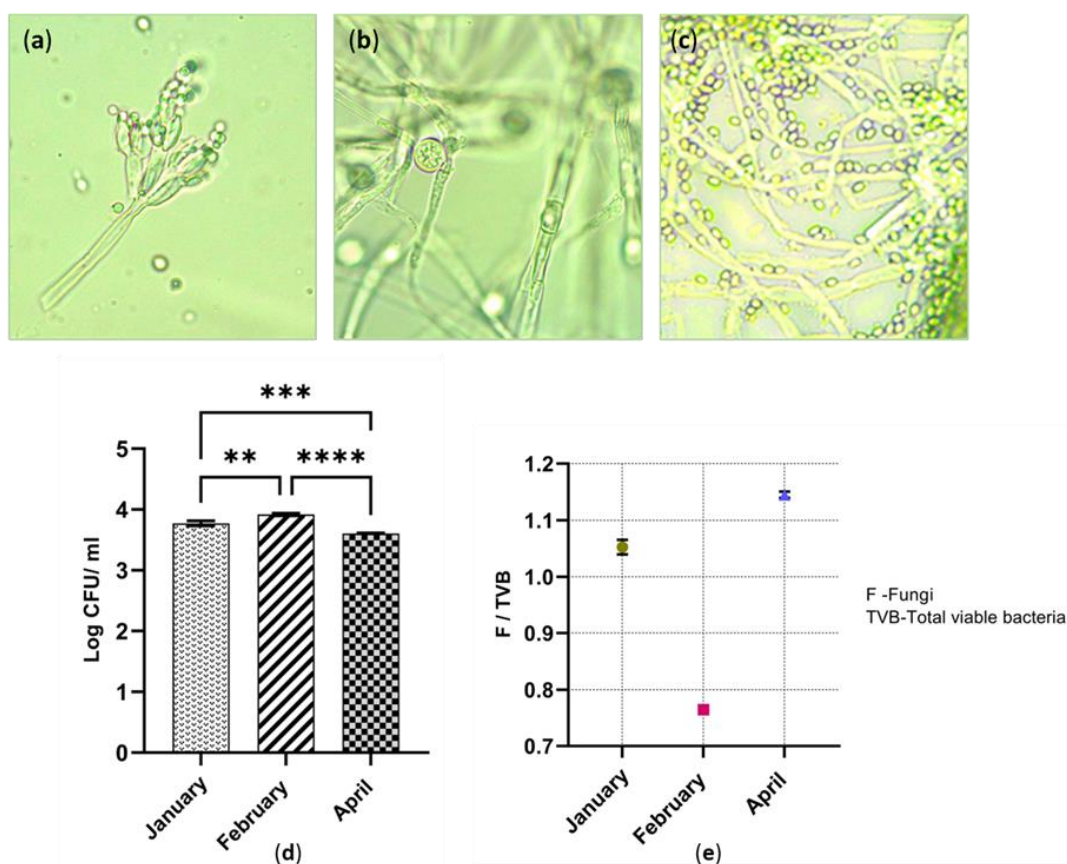 (a)
(b)
(c)
***
** ****
5
4
3
2
1
0
Log CFU/ ml
January
February
April
(d)
1.2
1.1
1.0
0.9
0.8
0.7
F / TVB
January
February
April
(e)
F -Fungi
TVB-Total viable bacteria